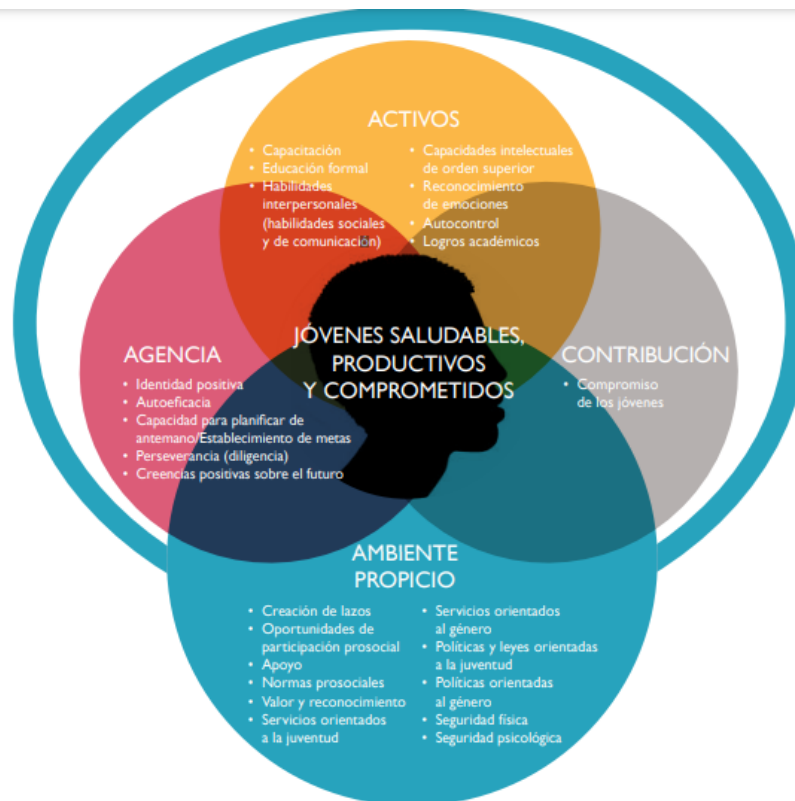 ACTIVOS
• Capacitación
• Educación formal
• Habilidades
interpersonales
(habilidades sociales
y de comunicación)
• Capacidades intelectuales
de orden superior
• Reconocimiento
de emociones
• Autocontrol
• Logros académicos
JÓVENES SALUDABLES,
PRODUCTIVOS
Y COMPROMETIDOS
AGENCIA
• Identidad positiva
• Autoeficacia
• Capacidad para planificar de
antemano/Establecimiento de metas
• Perseverancia (diligencia)
• Creencias positivas sobre el futuro
CONTRIBUCIÓN
• Compromiso
de los jóvenes
AMBIENTE
PROPICIO
• Creación de lazos
• Oportunidades de
participación prosocial
• Apoyo
• Normas prosociales
• Valor y reconocimiento
• Servicios orientados
a la juventud
• Servicios orientados
al género
• Políticas y leyes orientadas
a la juventud
• Políticas orientadas
al género
• Seguridad física
• Seguridad psicológica